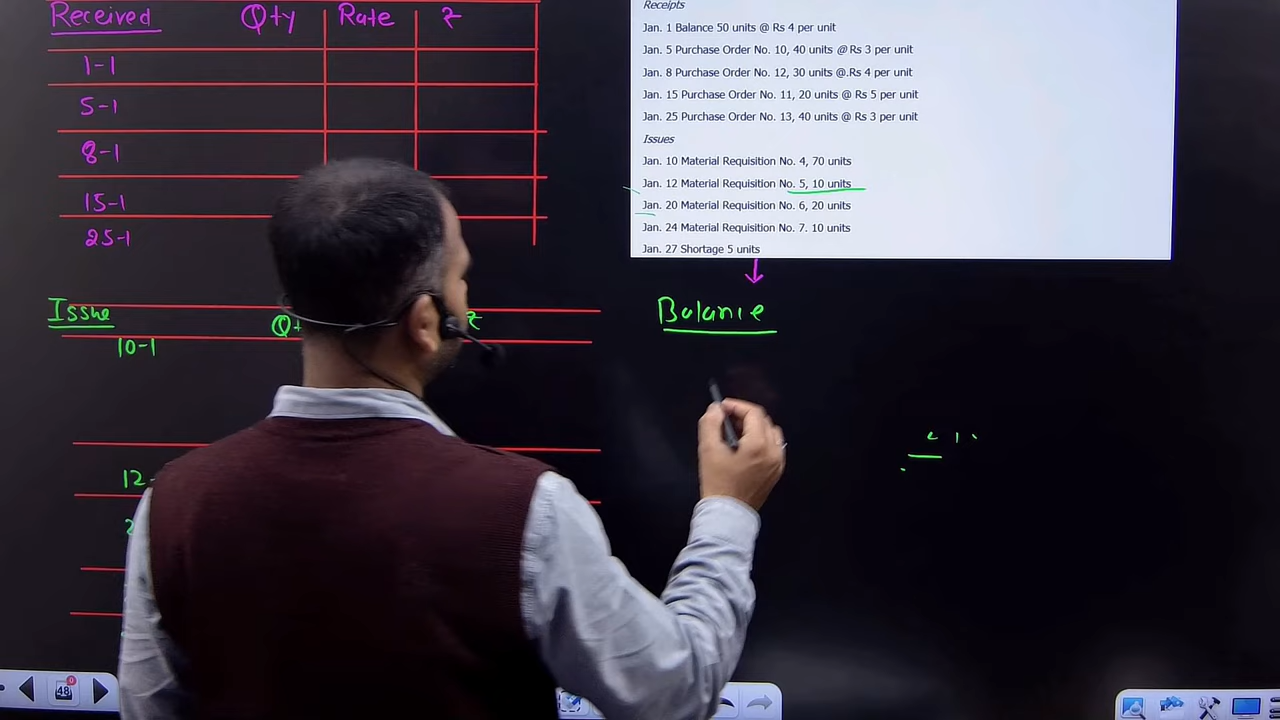 Received Qty Rate ₹
1-1
5-1
8-1
15-1
25-1
Receipts
Jan. 1 Balance 50 units @ Rs 4 per unit
Jan. 5 Purchase Order No. 10, 40 units @ Rs 3 per unit
Jan. 8 Purchase Order No. 12, 30 units @.Rs 4 per unit
Jan. 15 Purchase Order No. 11, 20 units @ Rs 5 per unit
Jan. 25 Purchase Order No. 13, 40 units @ Rs 3 per unit
Issues
Jan. 10 Material Requisition No. 4, 70 units
Jan. 12 Material Requisition No. 5, 10 units
Jan. 20 Material Requisition No. 6, 20 units
Jan. 24 Material Requisition No. 7. 10 units
Jan. 27 Shortage 5 units
Issue ₹
10-1
12-
Balance
48
0